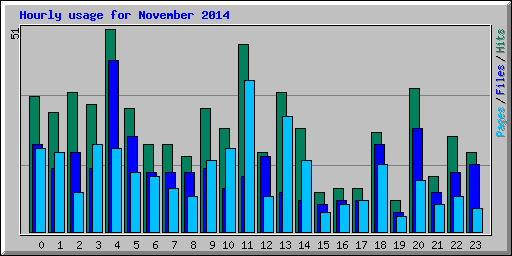 Hourly usage for November 2014
51
Pages/Files/Hits
0 1 2 3 4 5 6 7 8 9 10 11 12 13 14 15 16 17 18 19 20 21 22 23